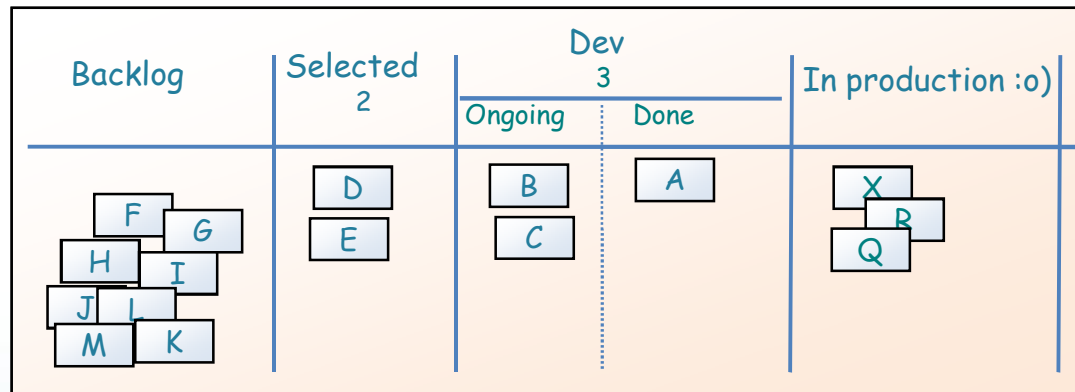 Backlog
Selected
2
Dev
3
Ongoing
Done
In production :o)
F
G
H
I
J
L
M
K
D
E
B
C
A
X
R
Q